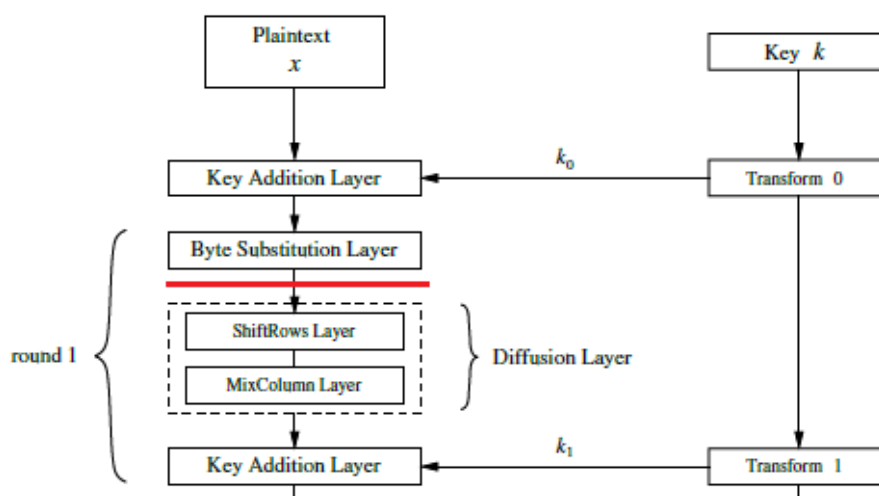 Plaintext
x
Key k
k0
Key Addition Layer
Transform 0
Byte Substitution Layer
ShiftRows Layer
round 1
Diffusion Layer
MixColumn Layer
k1
Key Addition Layer
Transform 1